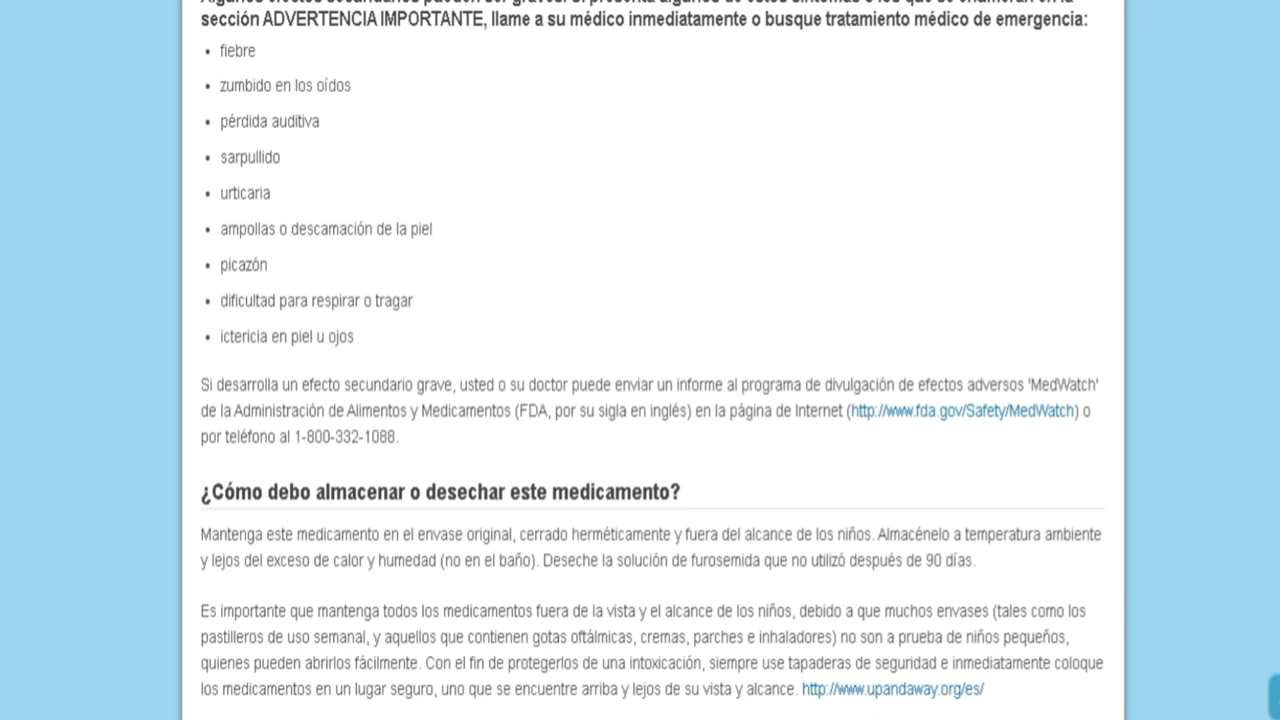 sección ADVERTENCIA IMPORTANTE, llame a su médico inmediatamente o busque tratamiento médico de emergencia:
• fiebre
• zumbido en los oídos
• pérdida auditiva
• sarpullido
• urticaria
• ampollas o descamación de la piel
• picazón
• dificultad para respirar o tragar
• ictericia en piel u ojos
Si desarrolla un efecto secundario grave, usted o su doctor puede enviar un informe al programa de divulgación de efectos adversos 'MedWatch'
de la Administración de Alimentos y Medicamentos (FDA, por su sigla en inglés) en la página de Internet (http://www.fda.gov/Safety/MedWatch) o
por teléfono al 1-800-332-1088.
¿Cómo debo almacenar o desechar este medicamento?
Mantenga este medicamento en el envase original, cerrado herméticamente y fuera del alcance de los niños. Almacénelo a temperatura ambiente
y lejos del exceso de calor y humedad (no en el baño). Deseche la solución de furosemida que no utilizó después de 90 días.
Es importante que mantenga todos los medicamentos fuera de la vista y el alcance de los niños, debido a que muchos envases (tales como los
pastilleros de uso semanal, y aquellos que contienen gotas oftálmicas, cremas, parches e inhaladores) no son a prueba de niños pequeños,
quienes pueden abrirlos fácilmente. Con el fin de protegerlos de una intoxicación, siempre use tapaderas de seguridad e inmediatamente coloque
los medicamentos en un lugar seguro, uno que se encuentre arriba y lejos de su vista y alcance. http://www.upandaway.org/es/